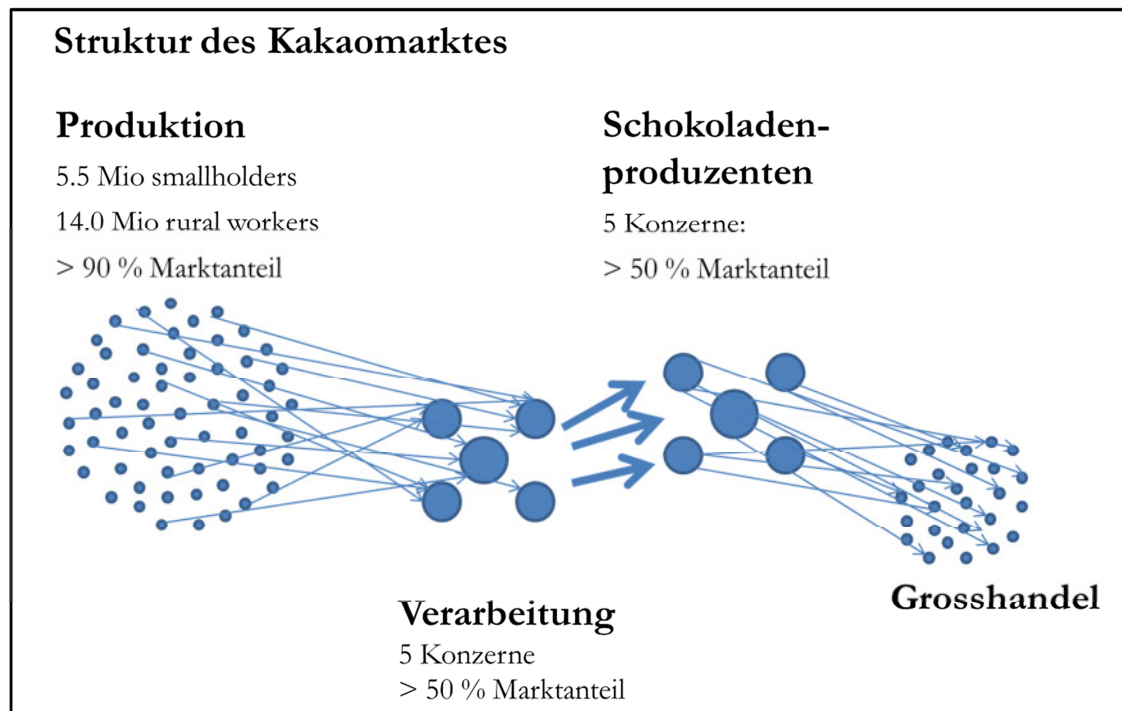 Struktur des Kakaomarktes
Produktion
5.5 Mio smallholders
14.0 Mio rural workers
> 90 % Marktanteil
Schokoladen-
produzenten
5 Konzerne:
> 50 % Marktanteil
Verarbeitung
5 Konzerne
> 50 % Marktanteil
Grosshandel